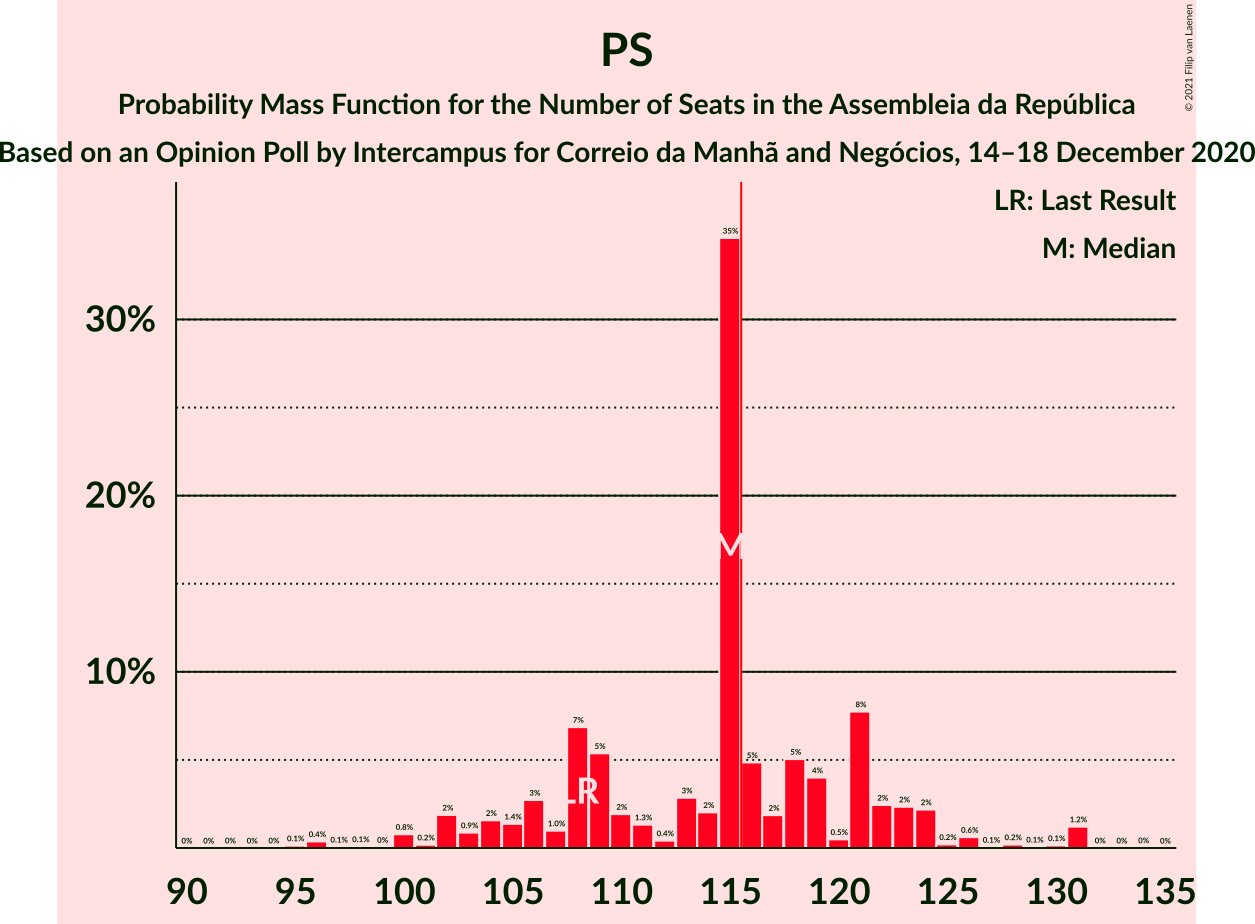 PS
Probability Mass Function for the Number of Seats in the Assembleia da República
Based on an Opinion Poll by Intercampus for Correio da Manhã and Negócios, 14–18 December 2020
© 2021 Filip van Laenen
LR: Last Result
M: Median
30%
20%
10%
0% 0% 0% 0% 0% 0.1% 0.4% 0.1% 0.1% 0% 0.8% 0.2% 2% 0.9% 2% 1.4% 3% 1.0% 7% 5% 2% 1.3% 0.4% 3% 2% 35% 5% 2% 5% 4% 0.5% 8% 2% 2% 2% 0.2% 0.6% 0.1% 0.2% 0.1% 0.1% 1.2% 0% 0% 0% 0%
M
LR
90 95 100 105 110 115 120 125 130 135